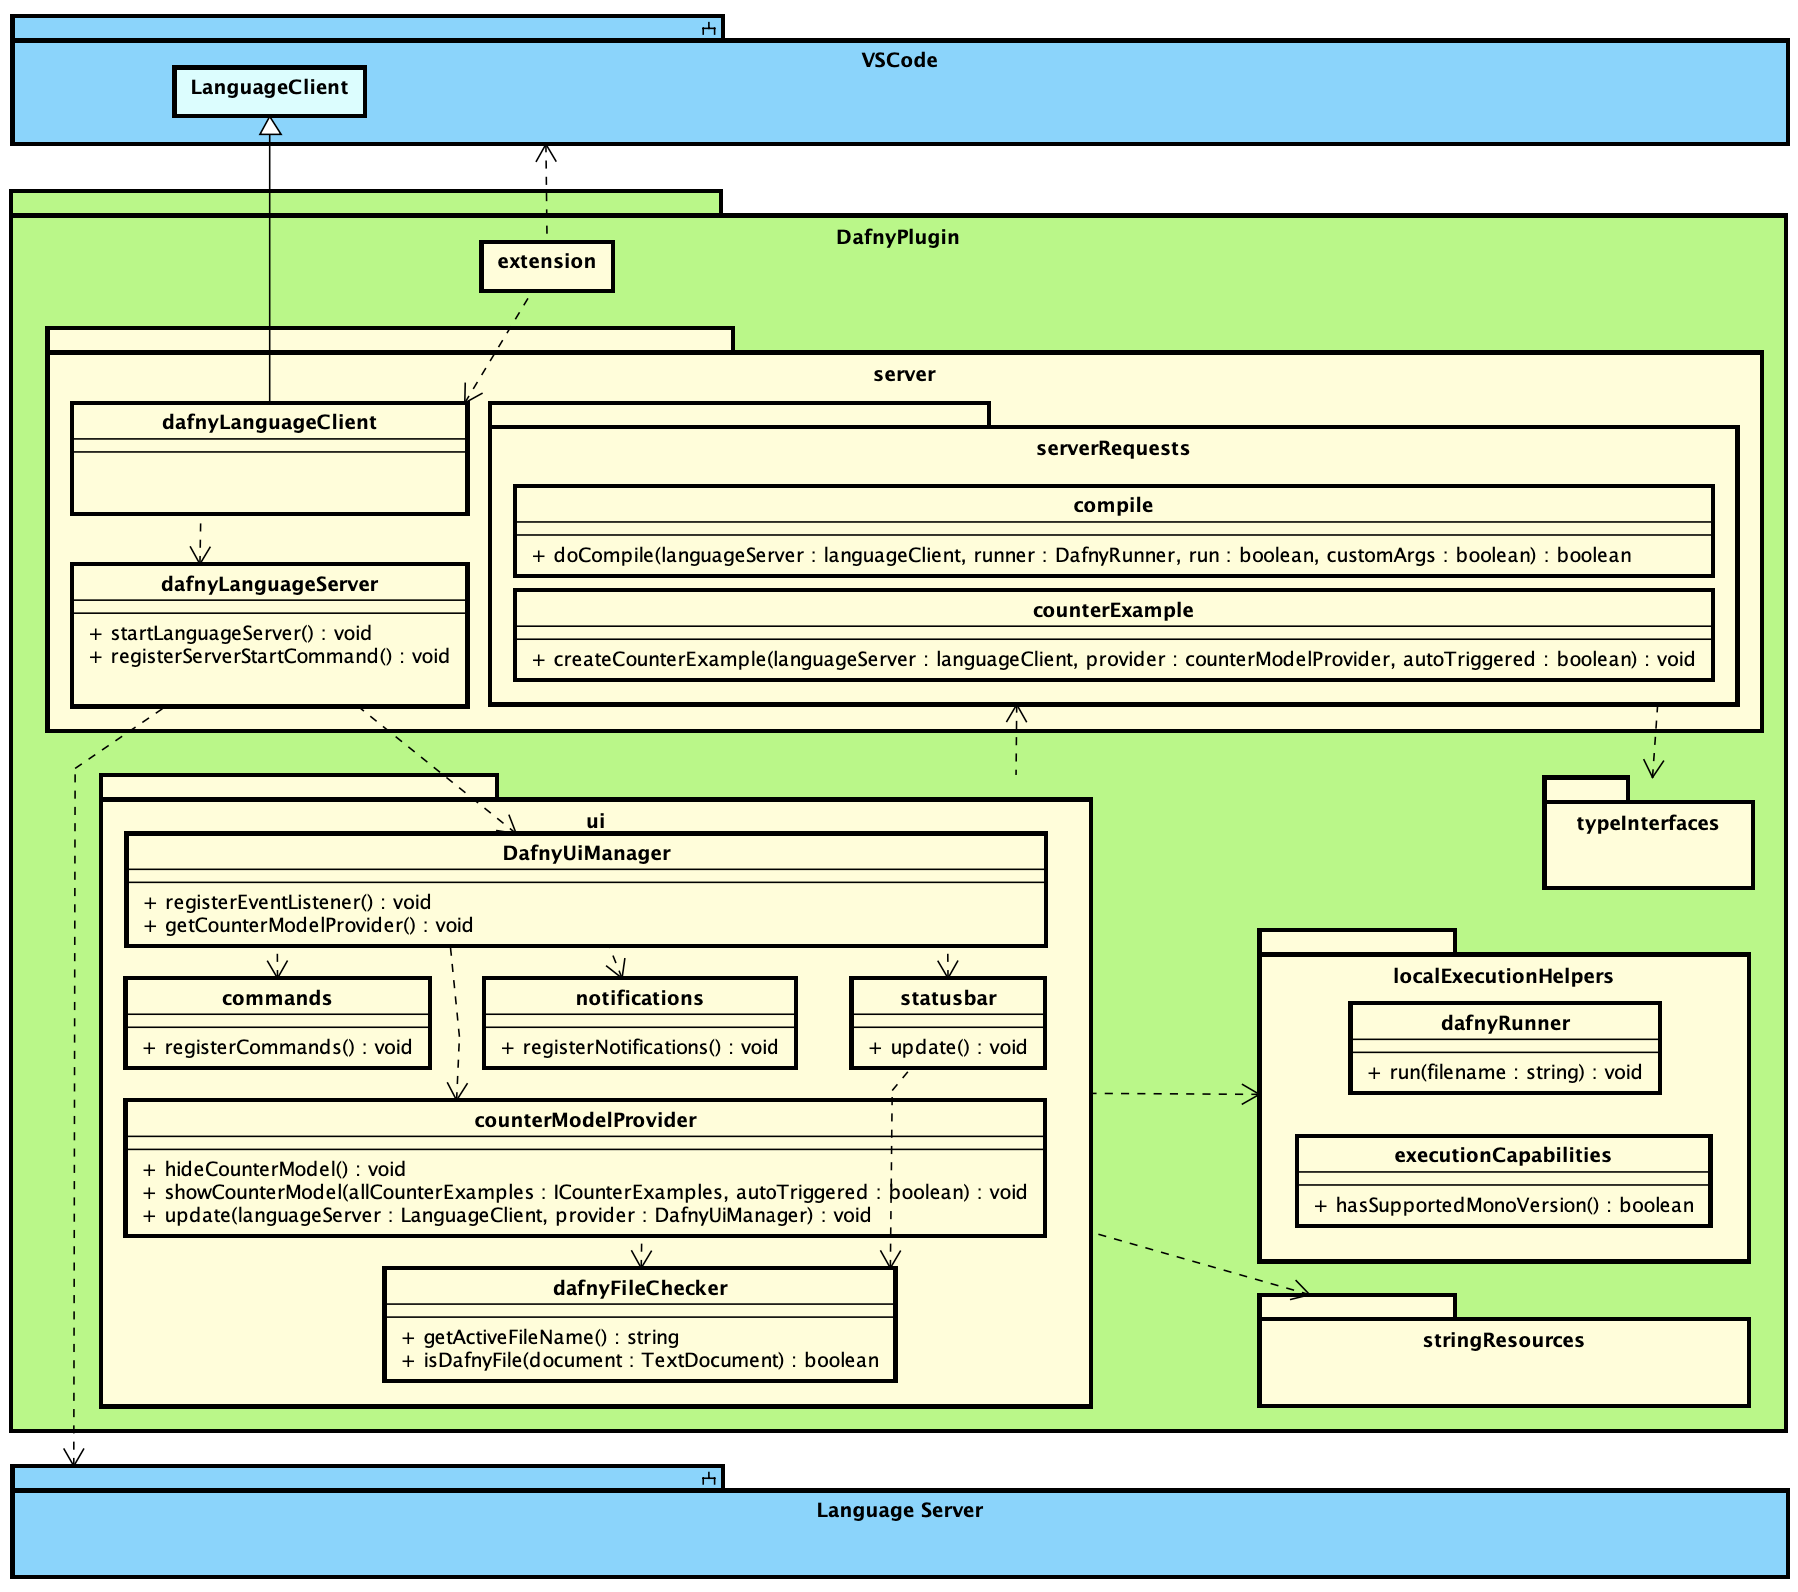 VSCode
LanguageClient
DafnyPlugin
extension
server
dafnyLanguageClient
serverRequests
compile
+ doCompile(languageServer : languageClient, runner : DafnyRunner, run : boolean, customArgs : boolean) : boolean
dafnyLanguageServer
+ startLanguageServer() : void
+ registerServerStartCommand() : void
counterExample
+ createCounterExample(languageServer : languageClient, provider : counterModelProvider, autoTriggered : boolean) : void
ui
DafnyUiManager
+ registerEventListener() : void
+ getCounterModelProvider() : void
typeInterfaces
commands
+ registerCommands() : void
notifications
+ registerNotifications() : void
statusbar
+ update() : void
localExecutionHelpers
dafnyRunner
+ run(filename : string) : void
counterModelProvider
+ hideCounterModel() : void
+ showCounterModel(allCounterExamples : ICounterExamples, autoTriggered : boolean) : void
+ update(languageServer : LanguageClient, provider : DafnyUiManager) : void
executionCapabilities
+ hasSupportedMonoVersion() : boolean
dafnyFileChecker
+ getActiveFileName() : string
+ isDafnyFile(document : TextDocument) : boolean
stringResources
Language Server